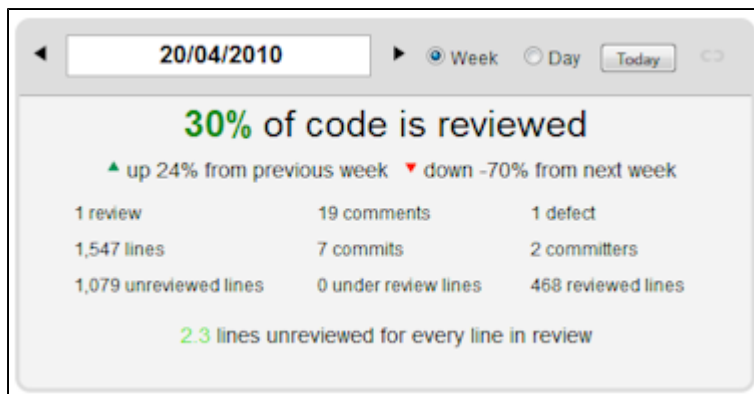 20/04/2010 Week Day Today
30% of code is reviewed
up 24% from previous week down -70% from next week
1 review 19 comments 1 defect
1,547 lines 7 commits 2 committers
1,079 unreviewed lines 0 under review lines 468 reviewed lines
2.3 lines unreviewed for every line in review